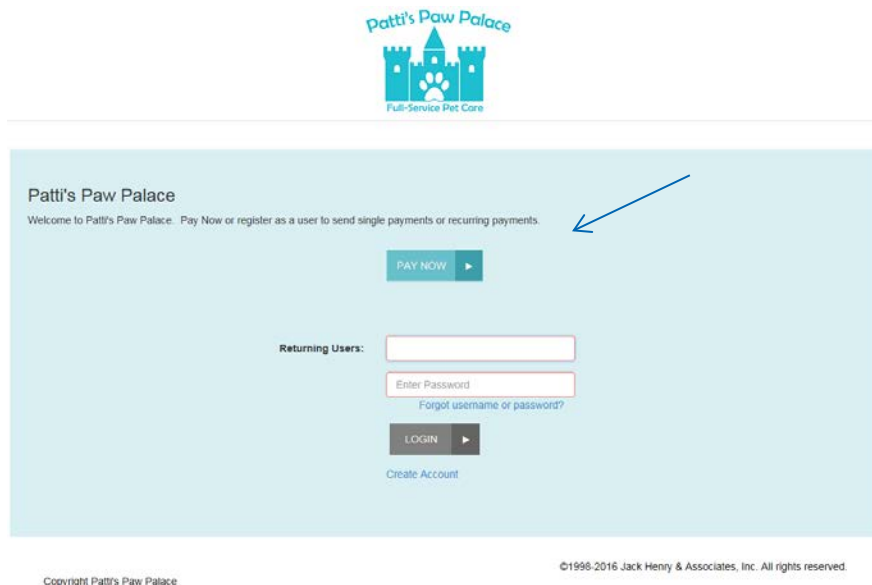 Patti's Paw Palace
Full-Service Pet Care
Patti's Paw Palace
Welcome to Patti's Paw Palace. Pay Now or register as a user to send single payments or recurring payments.
PAY NOW
Returning Users:
Enter Password
Forgot username or password?
LOGIN
Create Account
©1998-2016 Jack Henry & Associates, Inc. All rights reserved.
Copyright Patti's Paw Palace